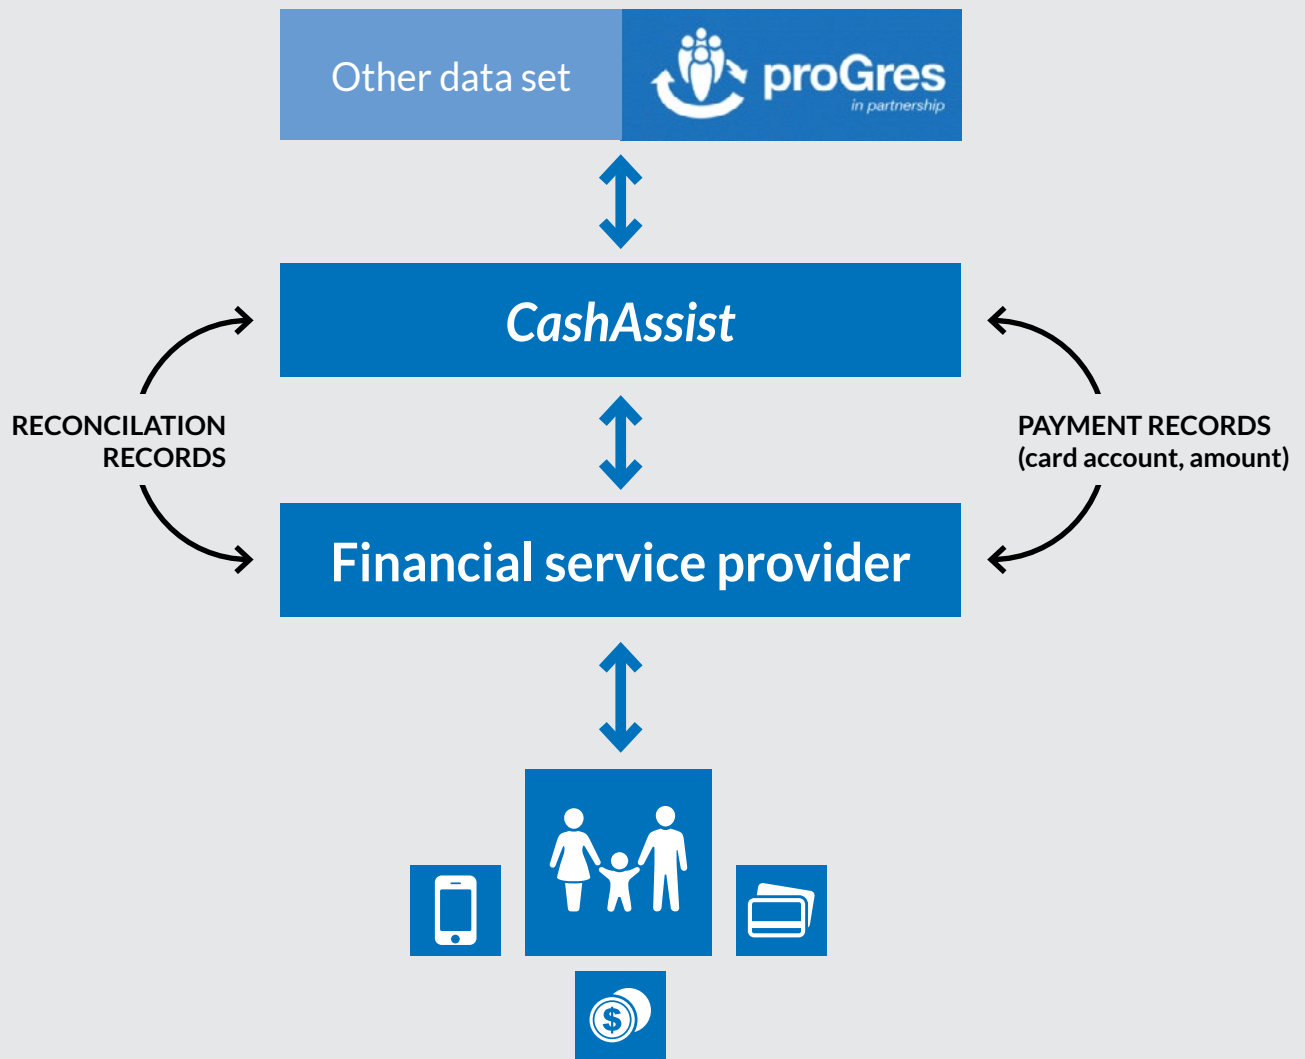 Other data set
proGres
in partnership
CashAssist
RECONCILATION
RECORDS
PAYMENT RECORDS
(card account, amount)
Financial service provider
$